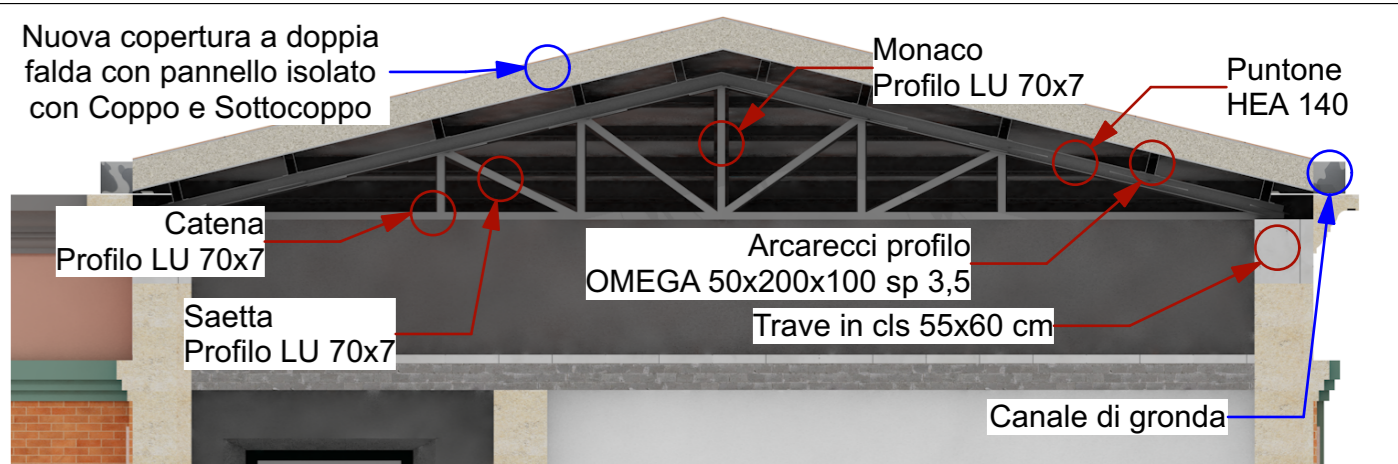 Nuova copertura a doppia
falda con pannello isolato
con Coppo e Sottocoppo
Monaco
Profilo LU 70x7
Puntone
HEA 140
Catena
Profilo LU 70x7
Arcarecci profilo
OMEGA 50x200x100 sp 3,5
Saetta
Profilo LU 70x7
Trave in cls 55x60 cm
Canale di gronda